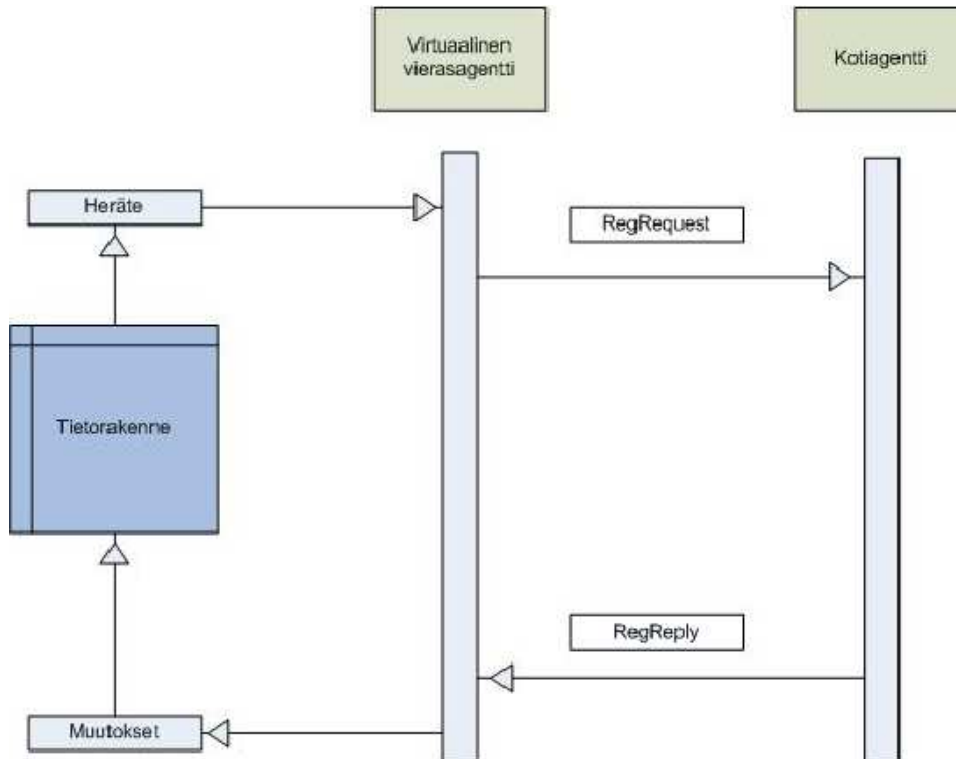 Virtuaalinen
vierasagentti
Kotiagentti
Heräte
RegRequest
Tietorakenne
RegReply
Muutokset